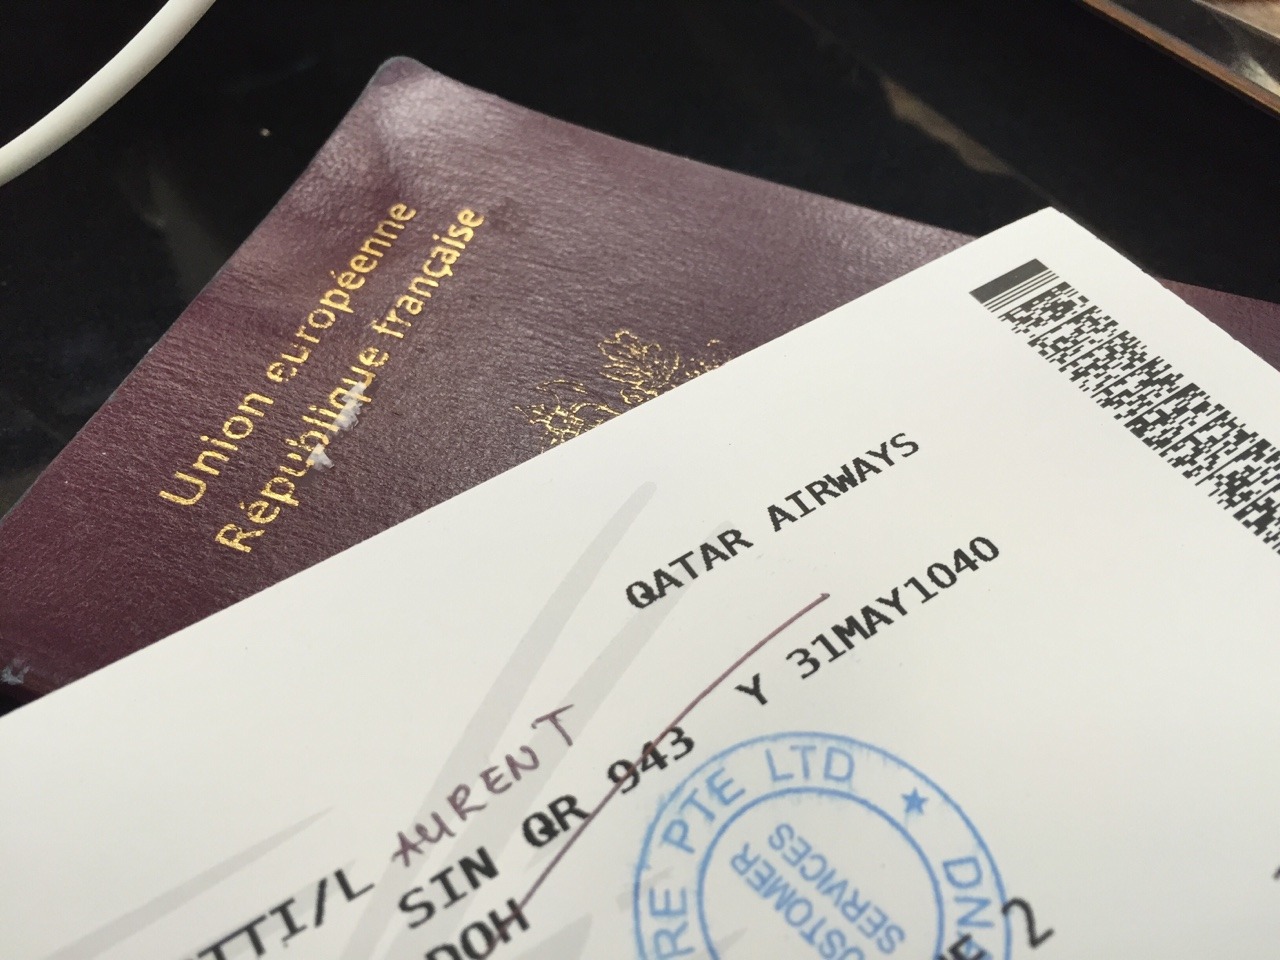 Union européenne
République française
QATAR AIRWAYS
TTI/L AURENT
SIN QR 943 Y 31MAY1040
DOH
RE PTE LTD ★ DN
CUSTOMER
SERVICES
2